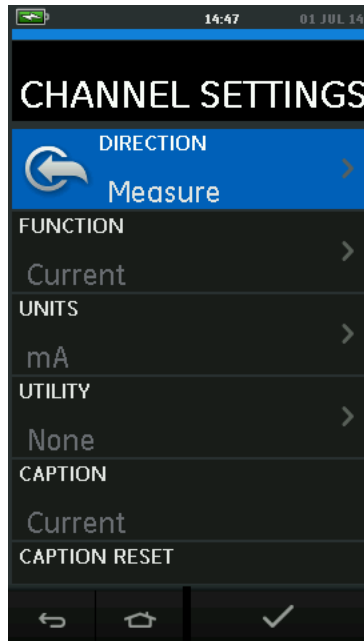 14:47 01 JUL 14
CHANNEL SETTINGS
DIRECTION
Measure
FUNCTION
Current
UNITS
mA
UTILITY
None
CAPTION
Current
CAPTION RESET